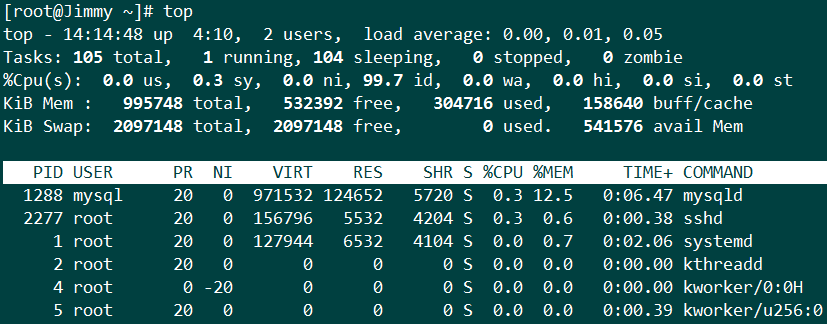 [root@Jimmy ~]# top
top - 14:14:48 up  4:10,  2 users,  load average: 0.00, 0.01, 0.05
Tasks: 105 total,   1 running, 104 sleeping,   0 stopped,   0 zombie
%Cpu(s):  0.0 us,  0.3 sy,  0.0 ni, 99.7 id,  0.0 wa,  0.0 hi,  0.0 si,  0.0 st
KiB Mem :   995748 total,   532392 free,   304716 used,   158640 buff/cache
KiB Swap:  2097148 total,  2097148 free,        0 used.   541576 avail Mem
PID USER      PR  NI    VIRT    RES    SHR S %CPU %MEM     TIME+ COMMAND
1288 mysql     20   0  971532 124652   5720 S  0.3 12.5   0:06.47 mysqld
2277 root      20   0  156796   5532   4204 S  0.3  0.6   0:00.38 sshd
1 root      20   0  127944   6532   4104 S  0.0  0.7   0:02.06 systemd
2 root      20   0       0      0      0 S  0.0  0.0   0:00.00 kthreadd
4 root       0 -20       0      0      0 S  0.0  0.0   0:00.00 kworker/0:0H
5 root      20   0       0      0      0 S  0.0  0.0   0:00.39 kworker/u256:0